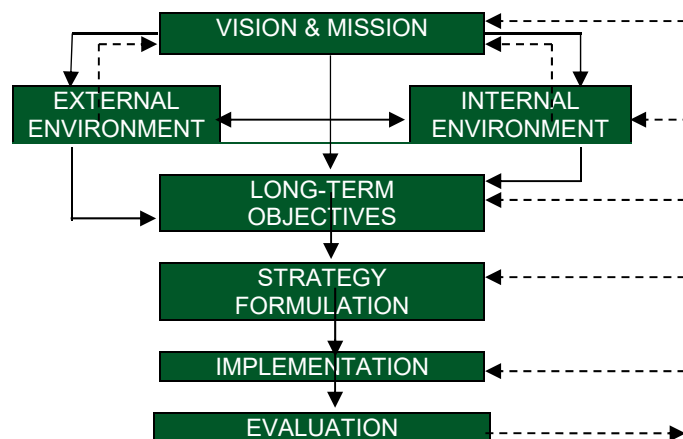 VISION & MISSION
EXTERNAL
ENVIRONMENT
INTERNAL
ENVIRONMENT
LONG-TERM
OBJECTIVES
STRATEGY
FORMULATION
IMPLEMENTATION
EVALUATION